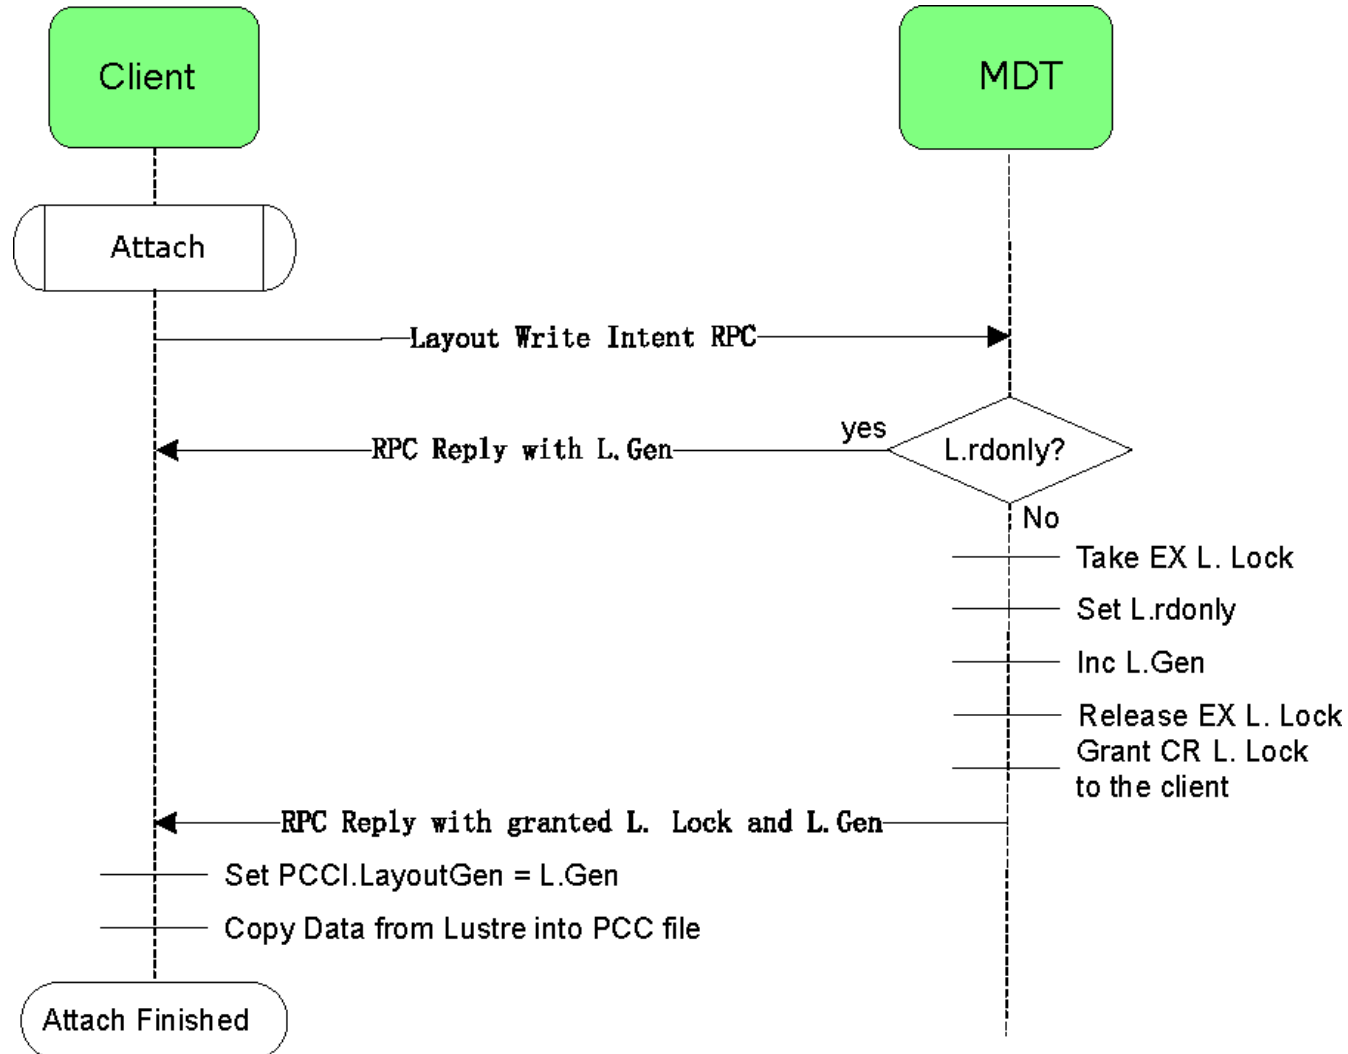 Client
MDT
Attach
Layout Write Intent RPC
yes
RPC Reply with L.Gen
L.rdonly?
No
Take EX L. Lock
Set L.rdonly
Inc L.Gen
Release EX L. Lock
Grant CR L. Lock
to the client
RPC Reply with granted L. Lock and L.Gen
Set PCCI.LayoutGen = L.Gen
Copy Data from Lustre into PCC file
Attach Finished